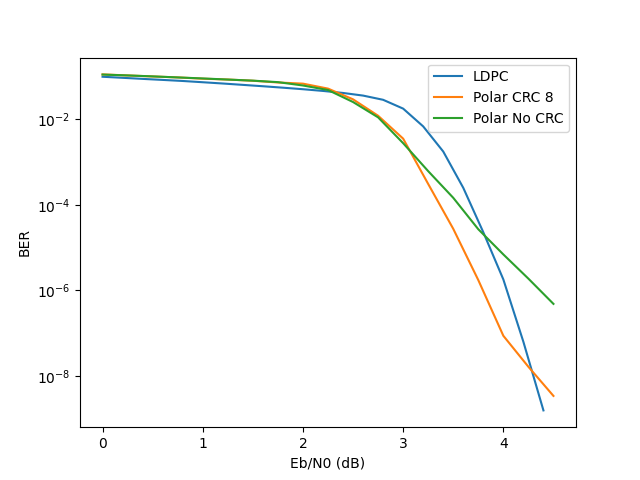 LDPC
Polar CRC 8
Polar No CRC
10⁻²
10⁻⁴
10⁻⁶
10⁻⁸
BER
0 1 2 3 4
Eb/N0 (dB)